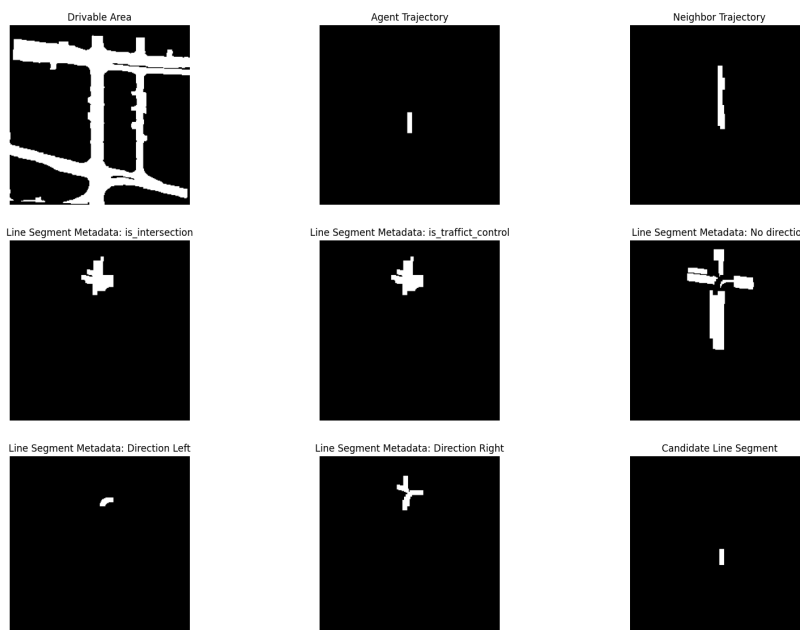 Drivable Area
Agent Trajectory
Neighbor Trajectory
Line Segment Metadata: is_intersection
Line Segment Metadata: is_traffict_control
Line Segment Metadata: No directio
Line Segment Metadata: Direction Left
Line Segment Metadata: Direction Right
Candidate Line Segment